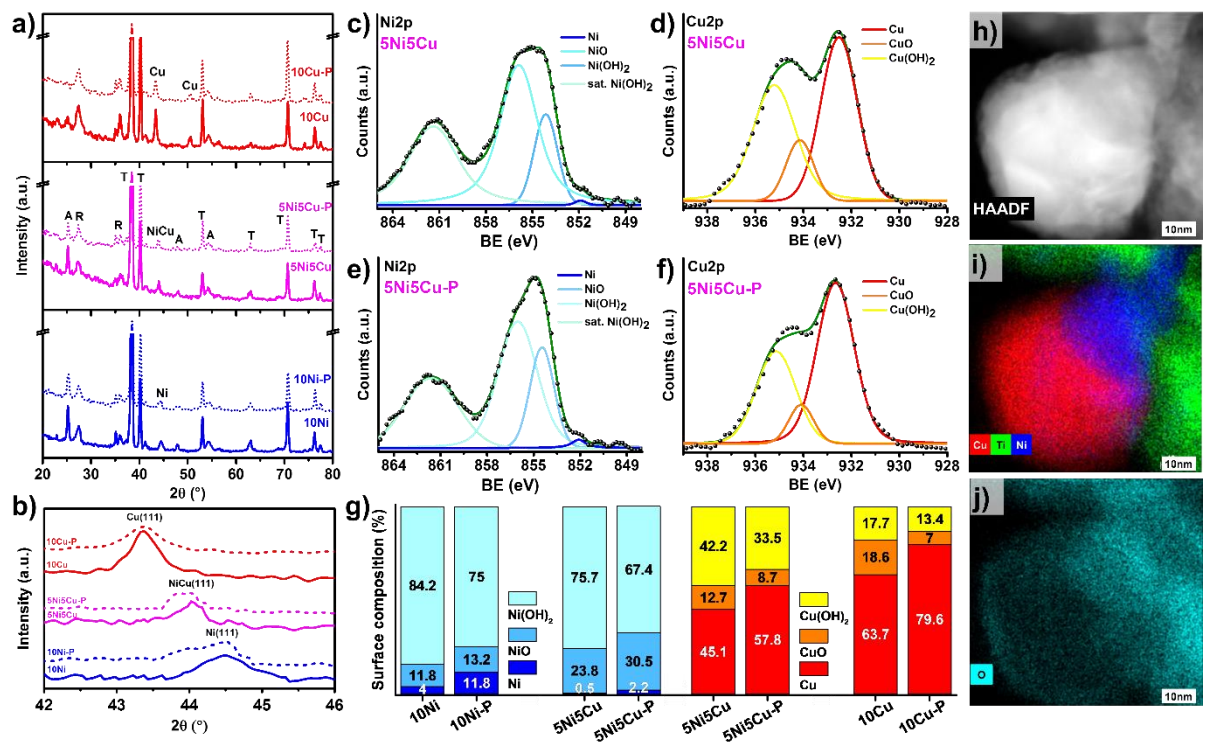 a)
Intensity (a.u.)
10Cu-P
Cu
Cu
10Cu
T
T
5Ni5Cu-P
T
A
R
R
NiCu
A
T
A
T
T
T
5Ni5Cu
10Ni-P
Ni
10Ni
20 30 40 50 60 70 80
2θ (°)
b)
Intensity (a.u.)
Cu(111)
10Cu-P
10Cu
NiCu(111)
5Ni5Cu-P
5Ni5Cu
Ni(111)
10Ni-P
10Ni
42 43 44 45 46
2θ (°)
c)
Ni2p
5Ni5Cu
Ni
NiO
Ni(OH)2
sat. Ni(OH)2
Counts (a.u.)
864 861 858 855 852 849
BE (eV)
d)
Cu2p
5Ni5Cu
Cu
CuO
Cu(OH)2
Counts (a.u.)
938 936 934 932 930 928
BE (eV)
e)
Ni2p
5Ni5Cu-P
Ni
NiO
Ni(OH)2
sat. Ni(OH)2
Counts (a.u.)
864 861 858 855 852 849
BE (eV)
f)
Cu2p
5Ni5Cu-P
Cu
CuO
Cu(OH)2
Counts (a.u.)
938 936 934 932 930 928
BE (eV)
g)
Surface composition (%)
84.2
11.8
4
75
13.2
11.8
Ni(OH)2
NiO
Ni
75.7
23.8
0.5
67.4
30.5
2.2
42.2
12.7
45.1
33.5
8.7
57.8
Cu(OH)2
CuO
Cu
17.7
18.6
63.7
13.4
7
79.6
10Ni
10Ni-P
5Ni5Cu
5Ni5Cu-P
5Ni5Cu
5Ni5Cu-P
10Cu
10Cu-P
h)
HAADF
10nm
i)
Cu Ti Ni
10nm
j)
O
10nm